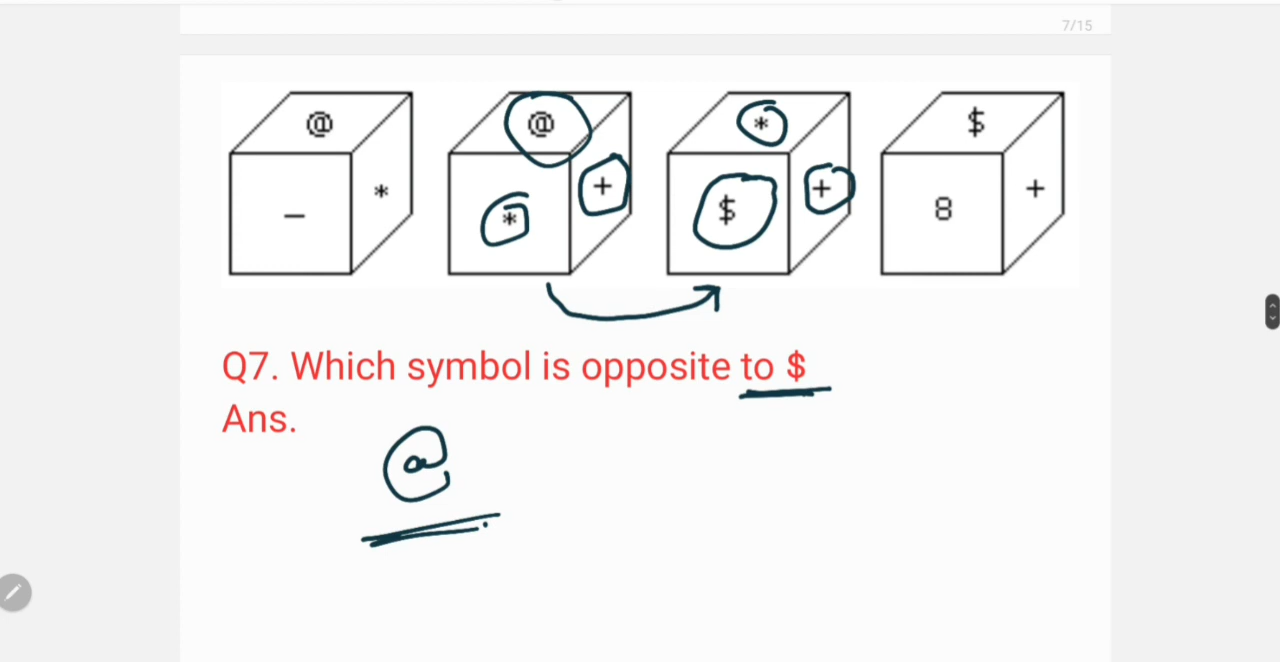 7/15
@ @ * $
- * * + $ + 8 +
Q7. Which symbol is opposite to $
Ans.
@